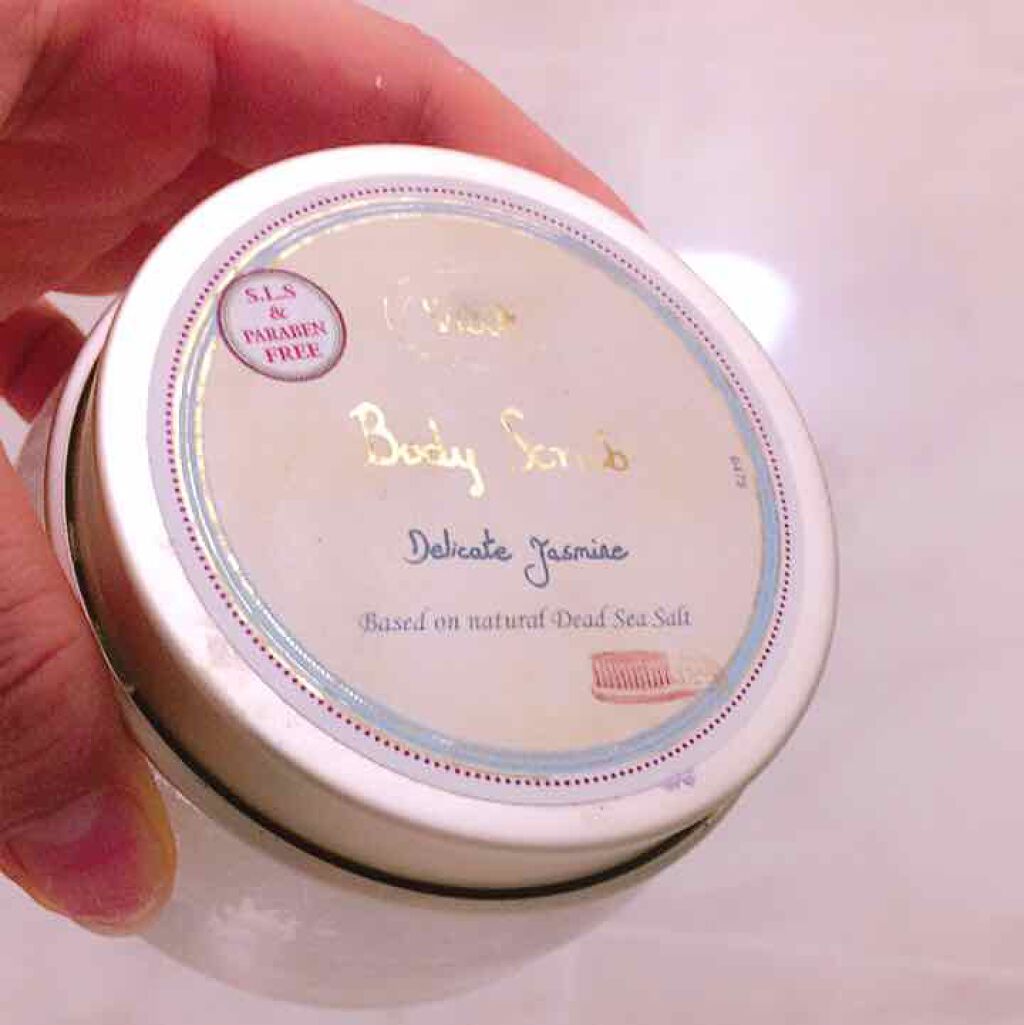 S.L.S
&
PARABEN
FREE
Body Scrub
Delicate Jasmine
Based on natural Dead Sea Salt